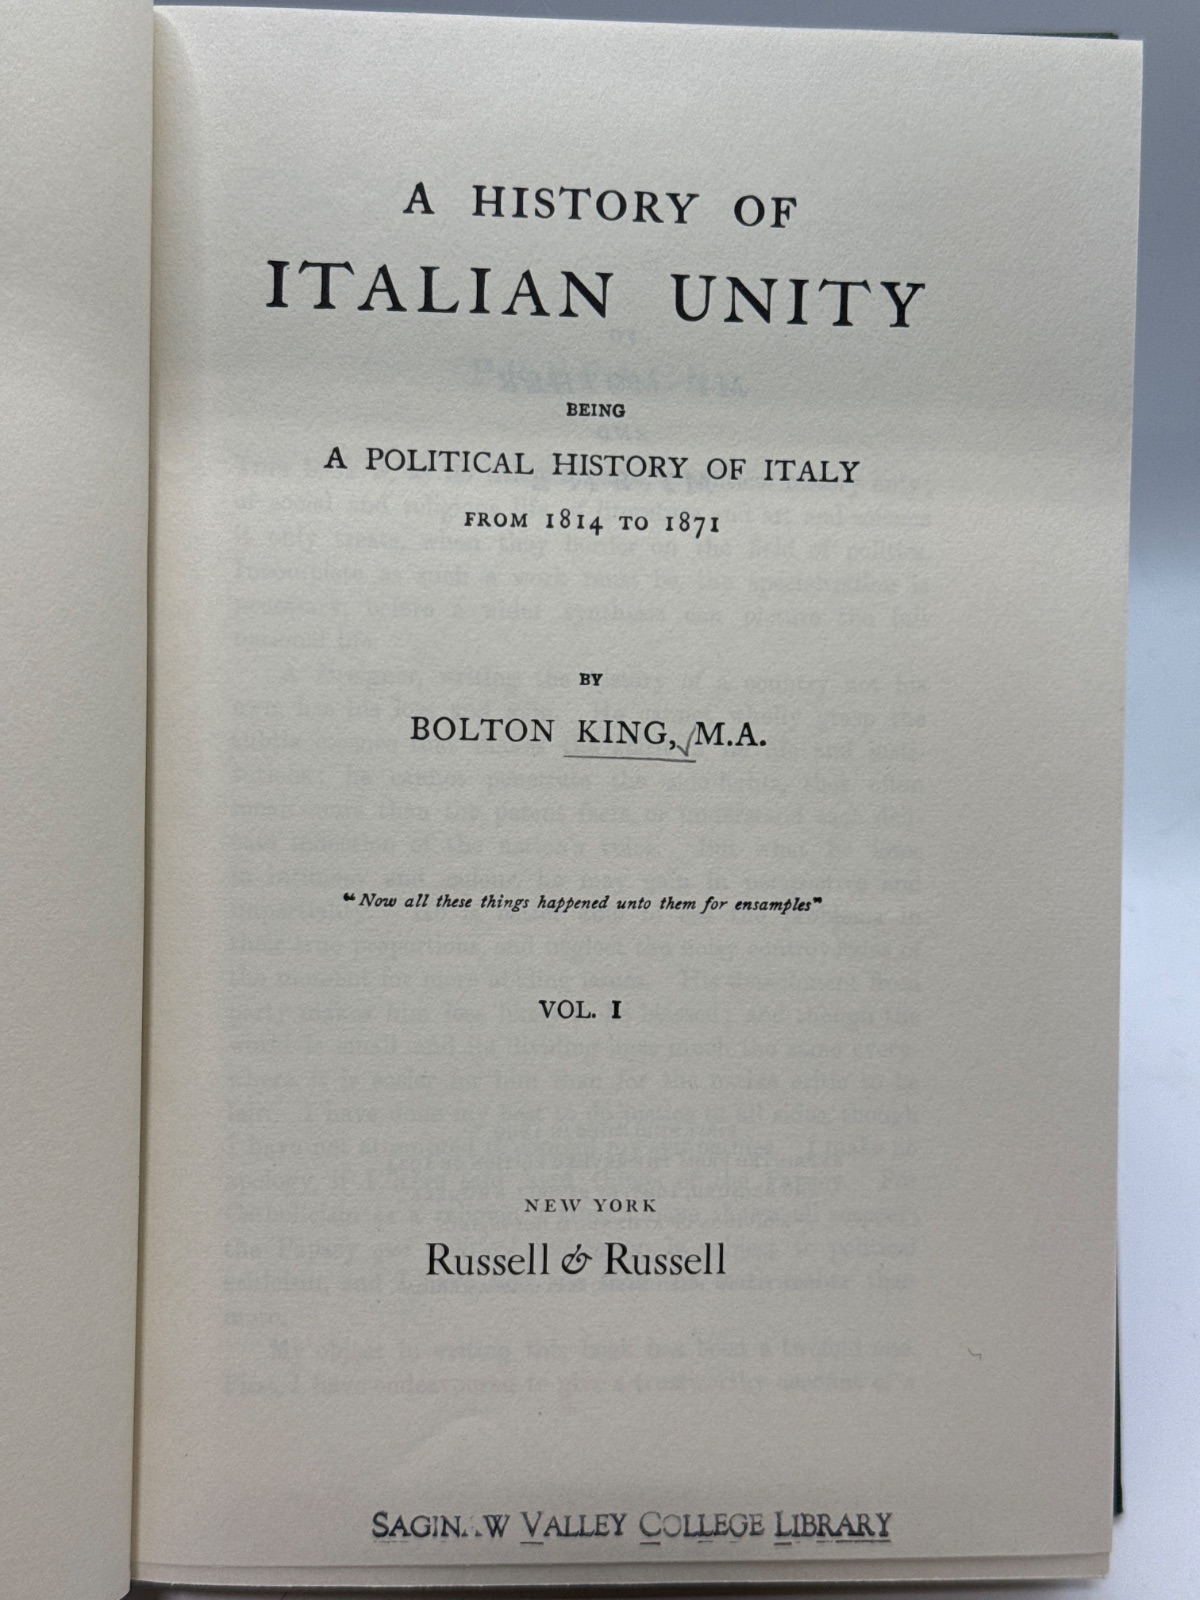 A HISTORY OF
ITALIAN UNITY
BEING
A POLITICAL HISTORY OF ITALY
FROM 1814 TO 1871
BY
BOLTON KING, M.A.
"Now all these things happened unto them for ensamples"
VOL. I
NEW YORK
Russell & Russell
SAGINAW VALLEY COLLEGE LIBRARY